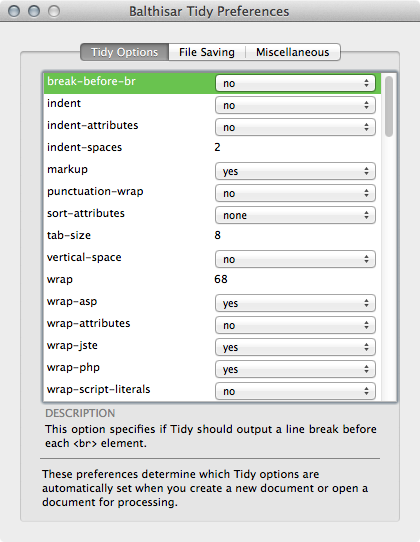 Balthisar Tidy Preferences
Tidy Options File Saving Miscellaneous
break-before-br no
indent no
indent-attributes no
indent-spaces 2
markup yes
punctuation-wrap no
sort-attributes none
tab-size 8
vertical-space no
wrap 68
wrap-asp yes
wrap-attributes no
wrap-jste yes
wrap-php yes
wrap-script-literals no
DESCRIPTION
This option specifies if Tidy should output a line break before
each <br> element.
These preferences determine which Tidy options are
automatically set when you create a new document or open a
document for processing.